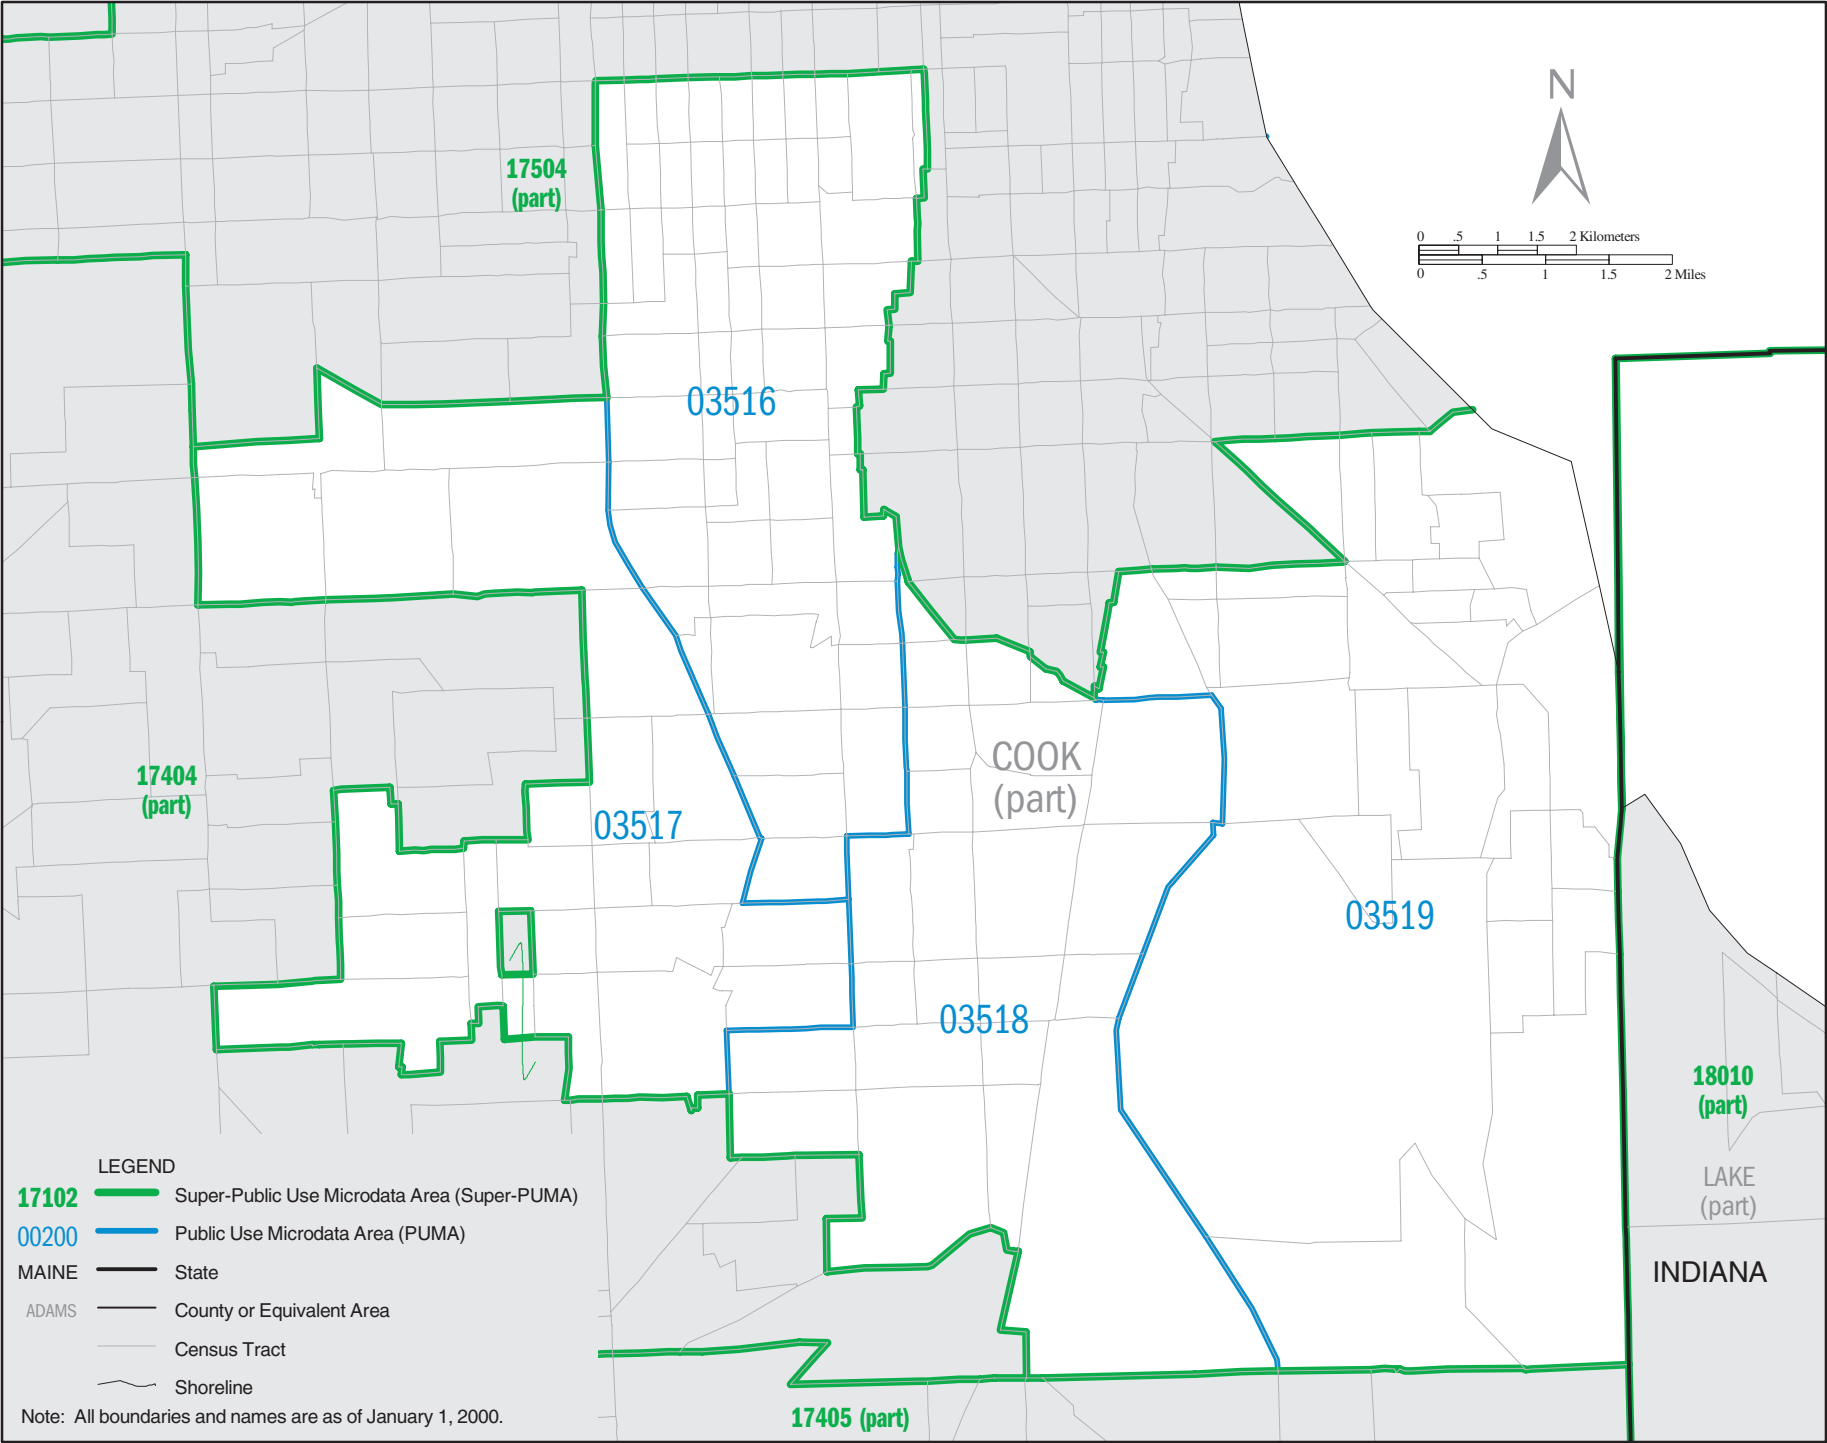 N
17504
(part)
0 .5 1 1.5 2 Kilometers
0 .5 1 1.5 2 Miles
03516
COOK
(part)
17404
(part)
03517
03519
03518
18010
(part)
LAKE
(part)
INDIANA
LEGEND
17102 Super-Public Use Microdata Area (Super-PUMA)
00200 Public Use Microdata Area (PUMA)
MAINE State
ADAMS County or Equivalent Area
Census Tract
Shoreline
Note: All boundaries and names are as of January 1, 2000.
17405 (part)